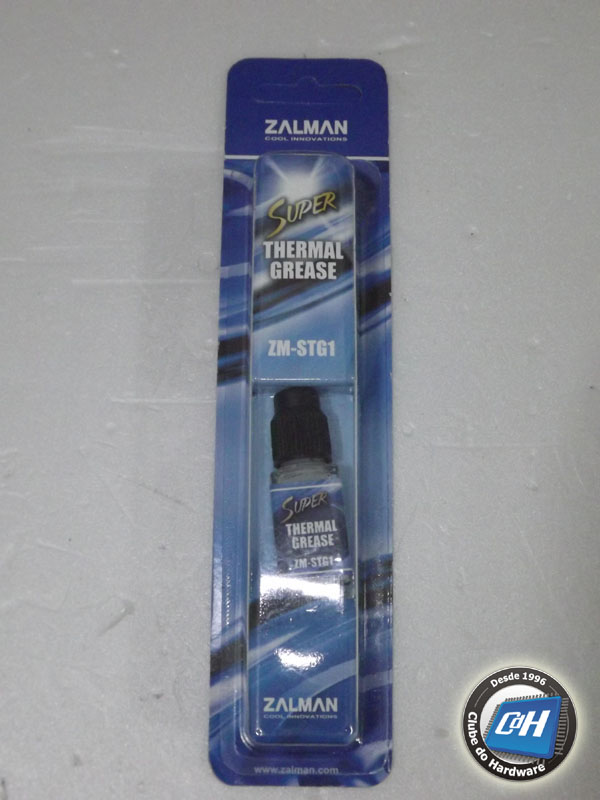 ZALMAN
COOL INNOVATIONS
SUPER
THERMAL
GREASE
ZM-STG1
SUPER
THERMAL
GREASE
ZM-STG1
ZALMAN
COOL INNOVATIONS
www.zalman.com
Desde 1996
CdH
Clube do Hardware